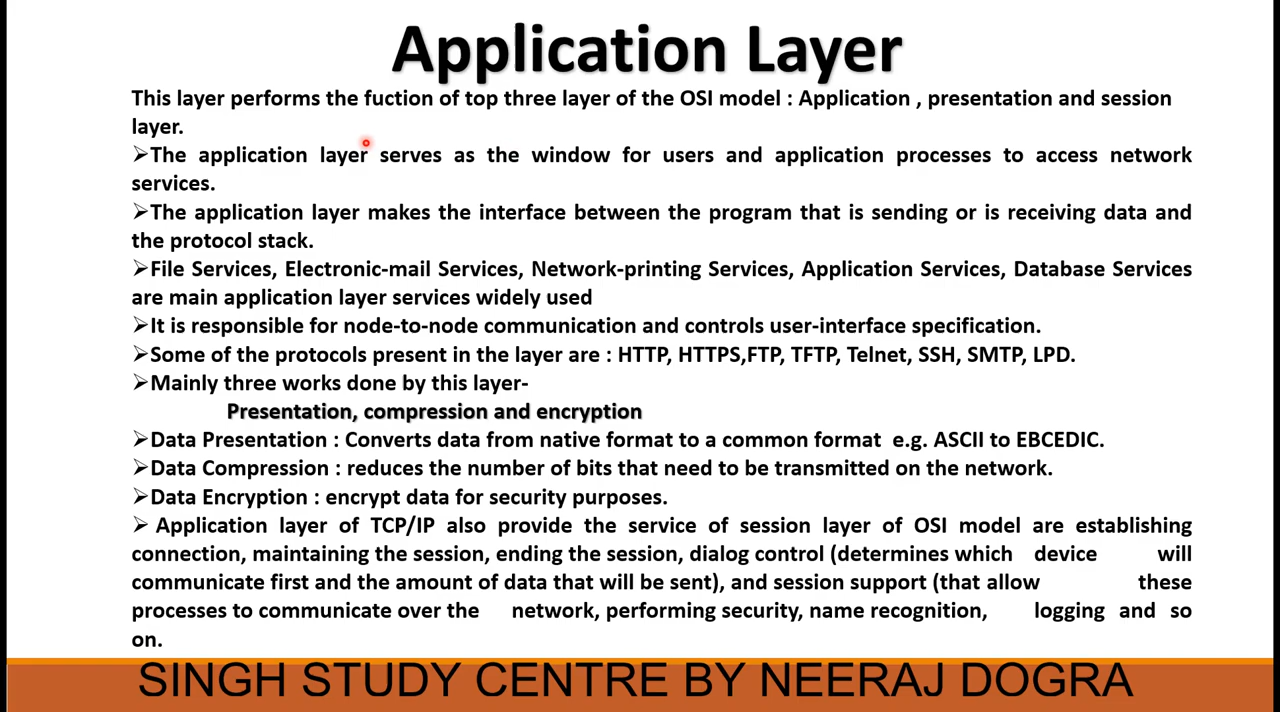 Application Layer
This layer performs the fuction of top three layer of the OSI model : Application , presentation and session
layer.
➢The application layer serves as the window for users and application processes to access network
services.
➢The application layer makes the interface between the program that is sending or is receiving data and
the protocol stack.
➢File Services, Electronic-mail Services, Network-printing Services, Application Services, Database Services
are main application layer services widely used
➢It is responsible for node-to-node communication and controls user-interface specification.
➢Some of the protocols present in the layer are : HTTP, HTTPS,FTP, TFTP, Telnet, SSH, SMTP, LPD.
➢Mainly three works done by this layer-
Presentation, compression and encryption
➢Data Presentation : Converts data from native format to a common format e.g. ASCII to EBCEDIC.
➢Data Compression : reduces the number of bits that need to be transmitted on the network.
➢Data Encryption : encrypt data for security purposes.
➢ Application layer of TCP/IP also provide the service of session layer of OSI model are establishing
connection, maintaining the session, ending the session, dialog control (determines which device will
communicate first and the amount of data that will be sent), and session support (that allow these
processes to communicate over the network, performing security, name recognition, logging and so
on.
SINGH STUDY CENTRE BY NEERAJ DOGRA